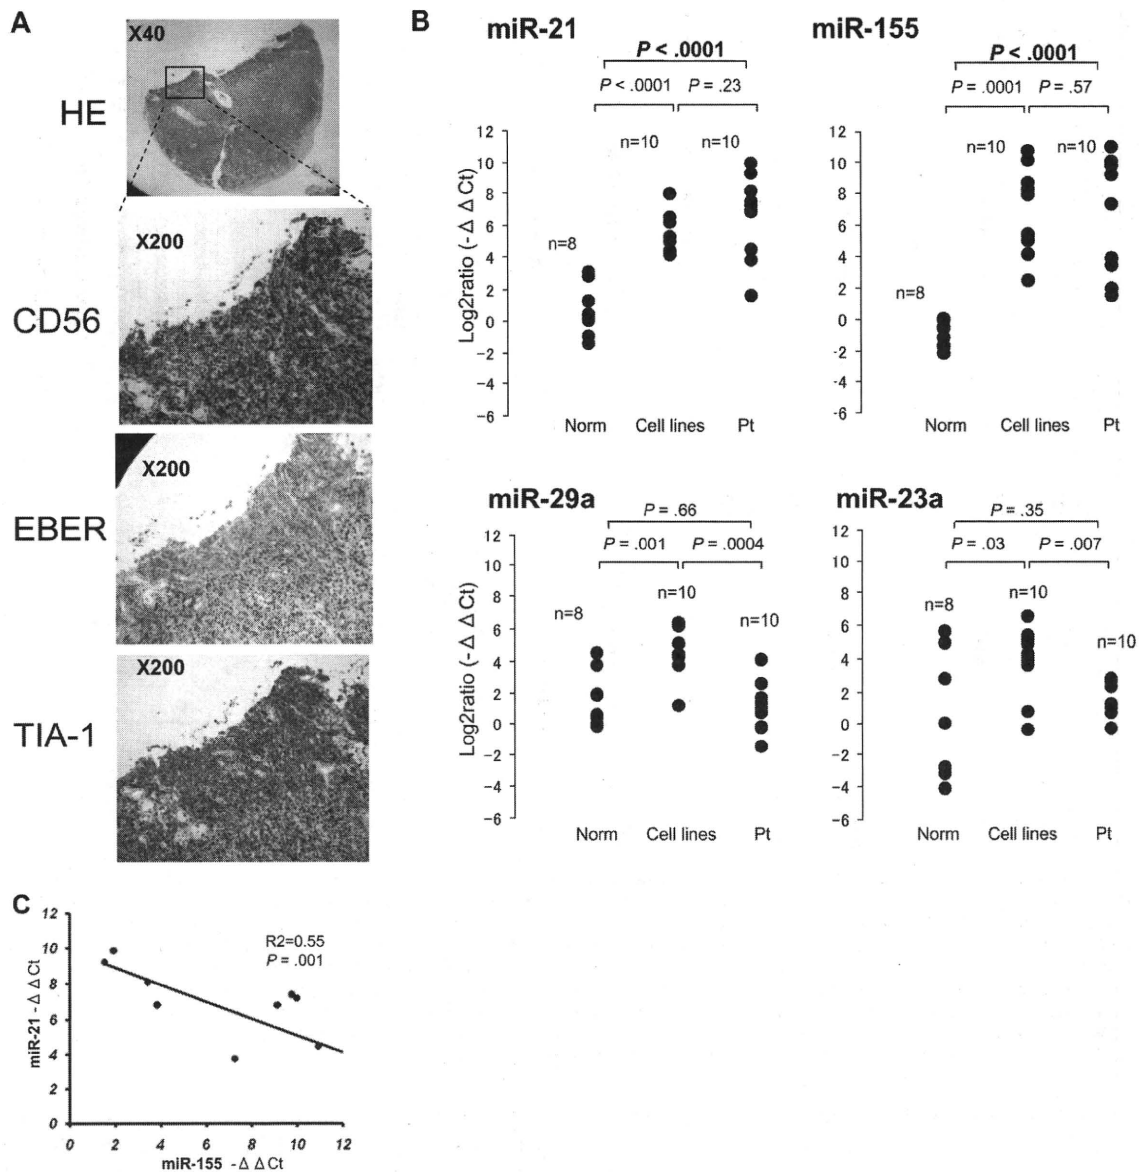 A
X40
HE
X200
CD56
X200
EBER
X200
TIA-1
B
miR-21
P < .0001
P < .0001 P = .23
n=10 n=10
n=8
Log2ratio (-Δ Δ Ct)
12
10
8
6
4
2
0
−2
−4
−6
Norm Cell lines Pt
miR-155
P < .0001
P = .0001 P = .57
n=10 n=10
n=8
12
10
8
6
4
2
0
-2
-4
-6
Norm Cell lines Pt
miR-29a
P = .66
P = .001 P = .0004
n=10
n=8
n=10
Log2ratio (-Δ Δ Ct)
12
10
8
6
4
2
0
−2
−4
−6
Norm Cell lines Pt
miR-23a
P = .35
P = .03 P = .007
n=10
n=8
n=10
12
10
8
6
4
2
0
−2
−4
−6
Norm Cell lines Pt
C
R2=0.55
P = .001
miR-21 -Δ Δ Ct
12
10
8
6
4
2
0
0 2 4 6 8 10 12
miR-155 -Δ Δ Ct